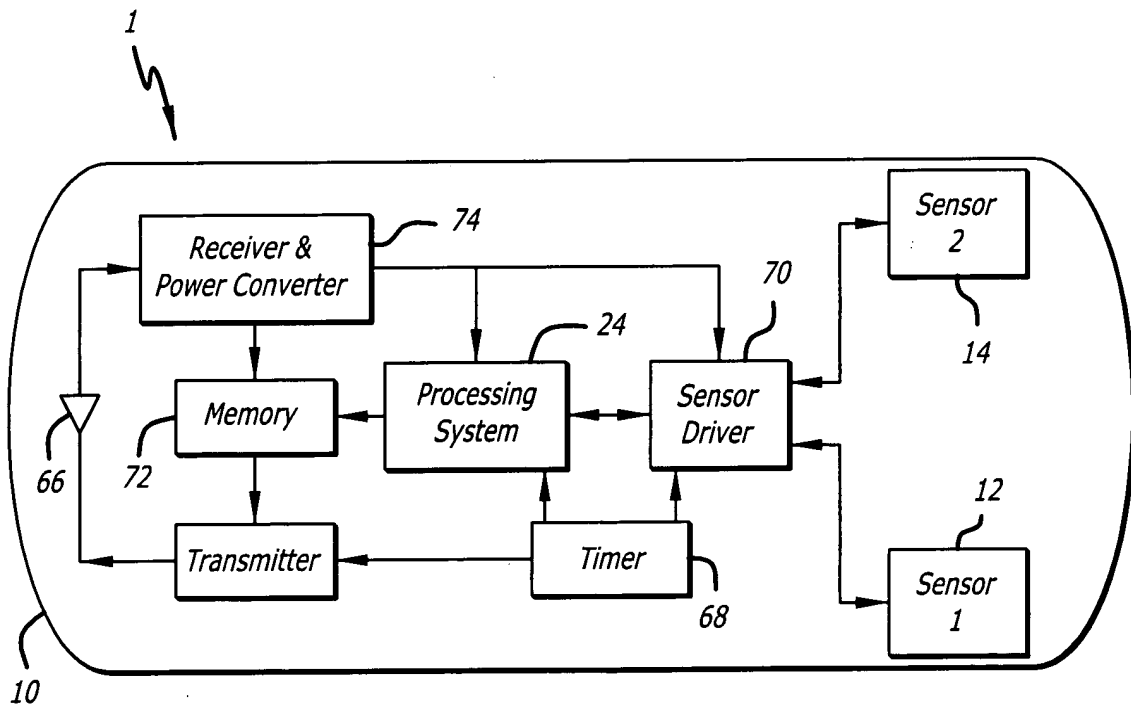 1
Receiver &
Power Converter
74
Sensor
2
14
70
24
Processing
System
Sensor
Driver
Memory
72
66
Transmitter
Timer
68
12
Sensor
1
10